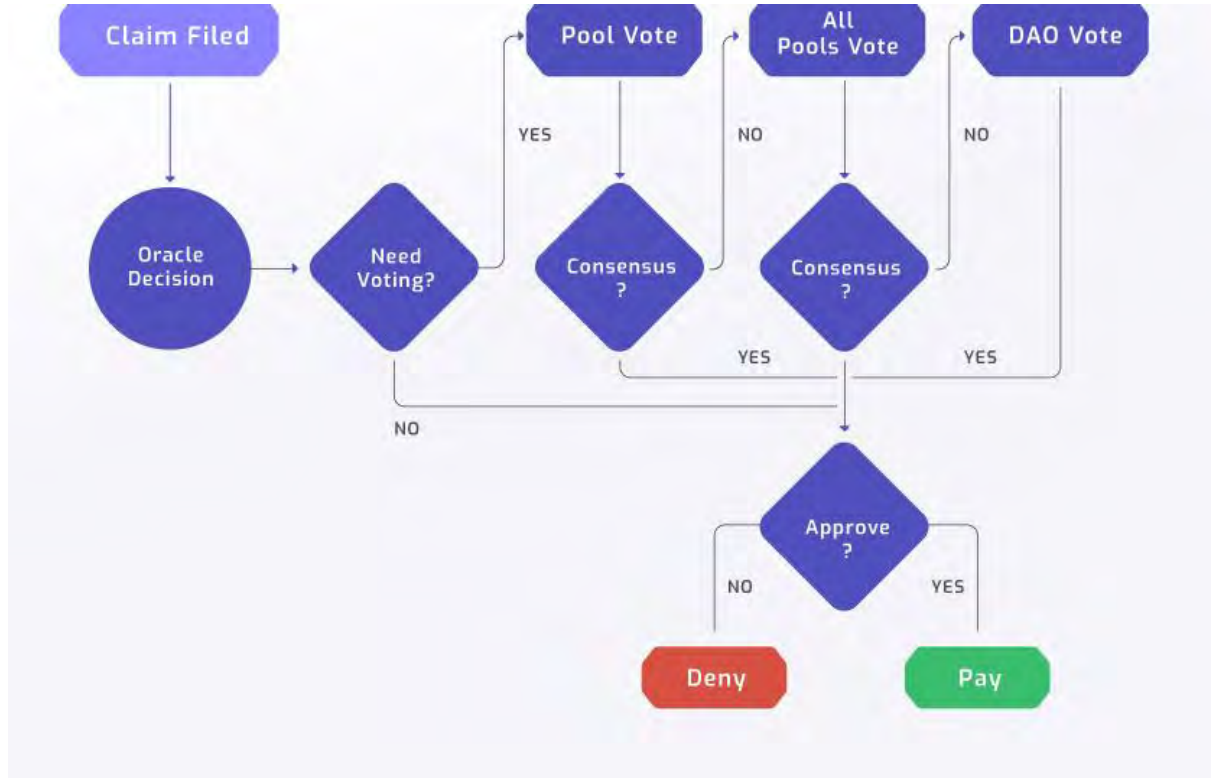 Claim Filed
Pool Vote
All
Pools Vote
DAO Vote
YES
NO
NO
Oracle
Decision
Need
Voting?
Consensus
?
Consensus
?
YES
YES
NO
Approve
?
NO
YES
Deny
Pay